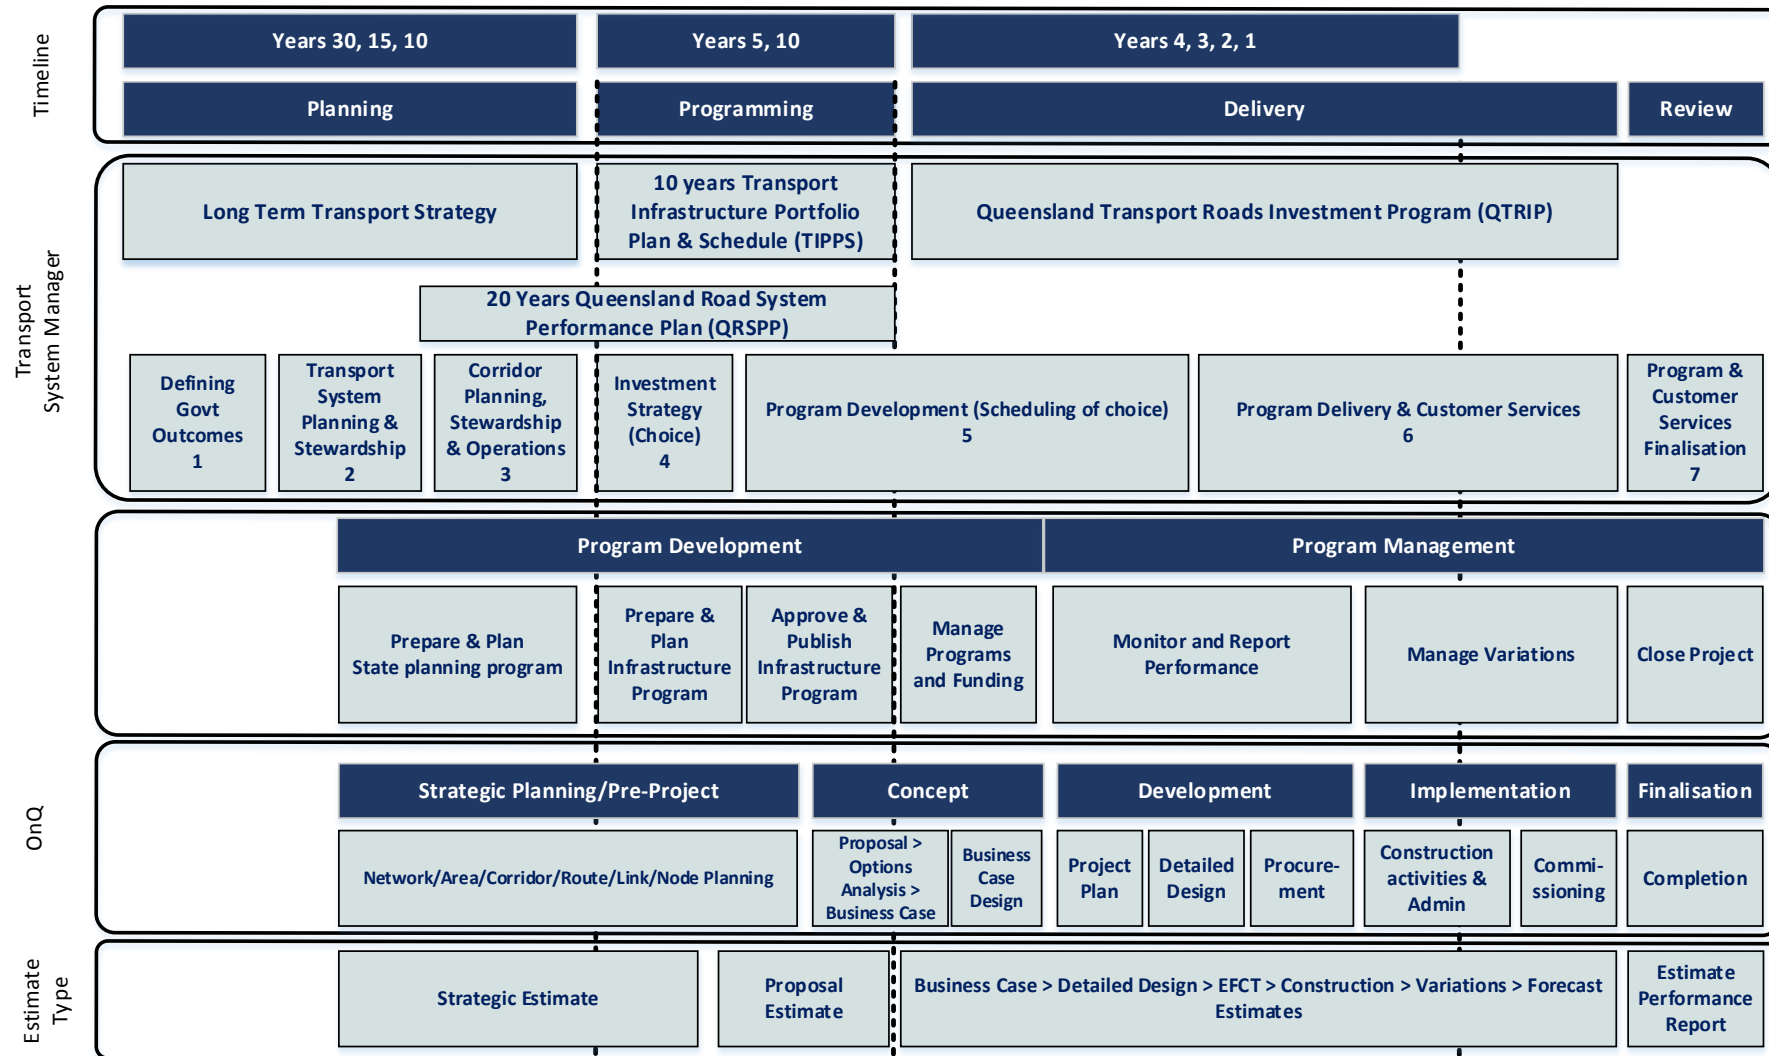 Timeline
Years 30, 15, 10
Years 5, 10
Years 4, 3, 2, 1
Planning
Programming
Delivery
Review
Transport
System Manager
Long Term Transport Strategy
10 years Transport
Infrastructure Portfolio
Plan & Schedule (TIPPS)
Queensland Transport Roads Investment Program (QTRIP)
20 Years Queensland Road System
Performance Plan (QRSPP)
Defining
Govt
Outcomes
1
Transport
System
Planning &
Stewardship
2
Corridor
Planning,
Stewardship
& Operations
3
Investment
Strategy
(Choice)
4
Program Development (Scheduling of choice)
5
Program Delivery & Customer Services
6
Program &
Customer
Services
Finalisation
7
Program Development
Program Management
Prepare & Plan
State planning program
Prepare &
Plan
Infrastructure
Program
Approve &
Publish
Infrastructure
Program
Manage
Programs
and Funding
Monitor and Report
Performance
Manage Variations
Close Project
OnQ
Strategic Planning/Pre-Project
Concept
Development
Implementation
Finalisation
Network/Area/Corridor/Route/Link/Node Planning
Proposal >
Options
Analysis >
Business Case
Business
Case
Design
Project
Plan
Detailed
Design
Procure-
ment
Construction
activities &
Admin
Commi-
ssioning
Completion
Estimate
Type
Strategic Estimate
Proposal
Estimate
Business Case > Detailed Design > EFCT > Construction > Variations > Forecast
Estimates
Estimate
Performance
Report